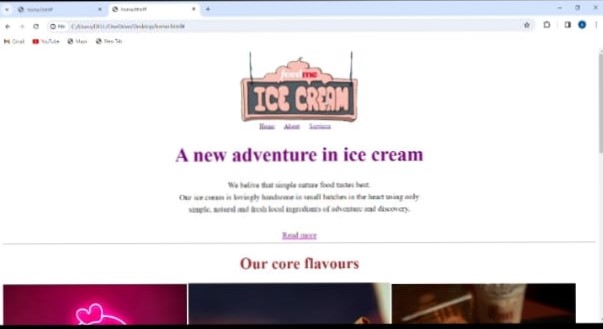 home.html#
home.html#
File
C:/Users/DELL/OneDrive/Desktop/home.html#
Gmail
YouTube
Maps
New Tab
feedme
ICE CREAM
Home About Services
A new adventure in ice cream
We belive that simple nature food tastes best.
Our ice cream is lovingly handmade in small batches in the heart using only
simple, natural and fresh local ingredients of adventure and discovery.
Read more
Our core flavours